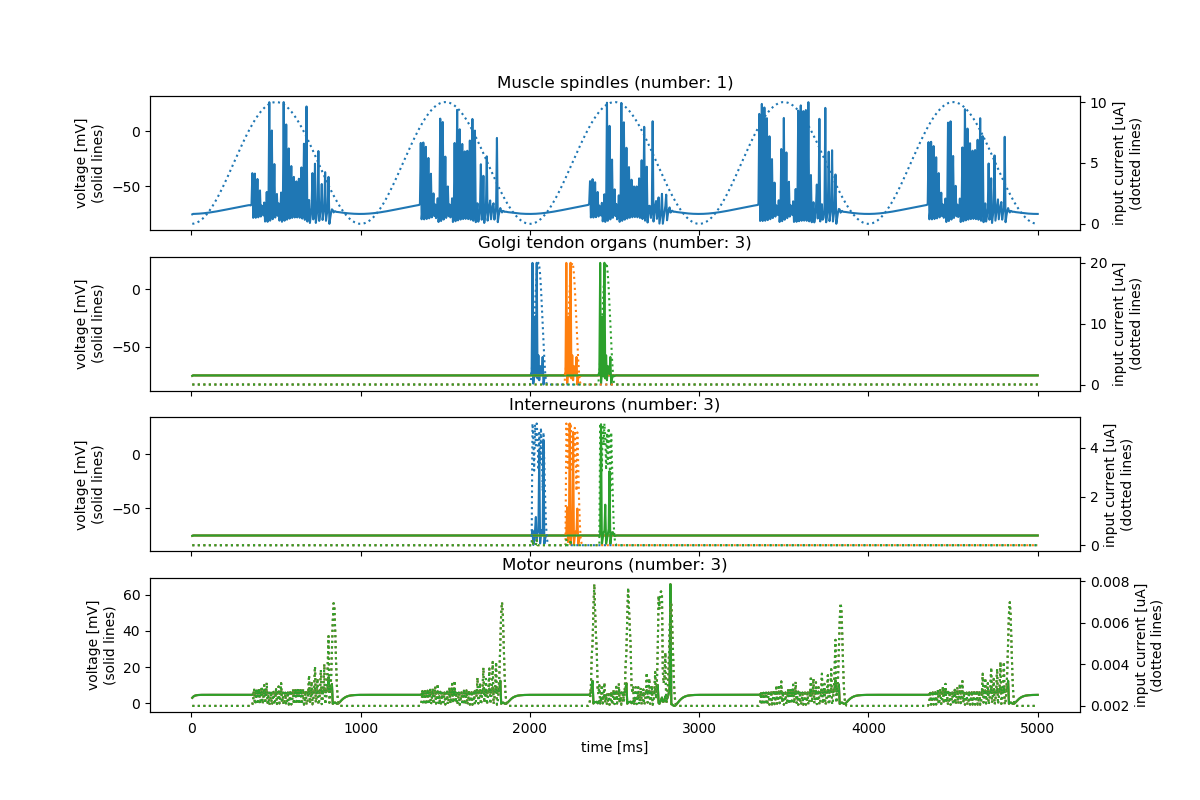 Muscle spindles (number: 1)
voltage [mV]
(solid lines)
0
−50
10
5
0
input current [uA]
(dotted lines)
Golgi tendon organs (number: 3)
voltage [mV]
(solid lines)
0
−50
20
10
0
input current [uA]
(dotted lines)
Interneurons (number: 3)
voltage [mV]
(solid lines)
0
−50
4
2
0
input current [uA]
(dotted lines)
Motor neurons (number: 3)
voltage [mV]
(solid lines)
60
40
20
0
0.008
0.006
0.004
0.002
input current [uA]
(dotted lines)
0 1000 2000 3000 4000 5000
time [ms]